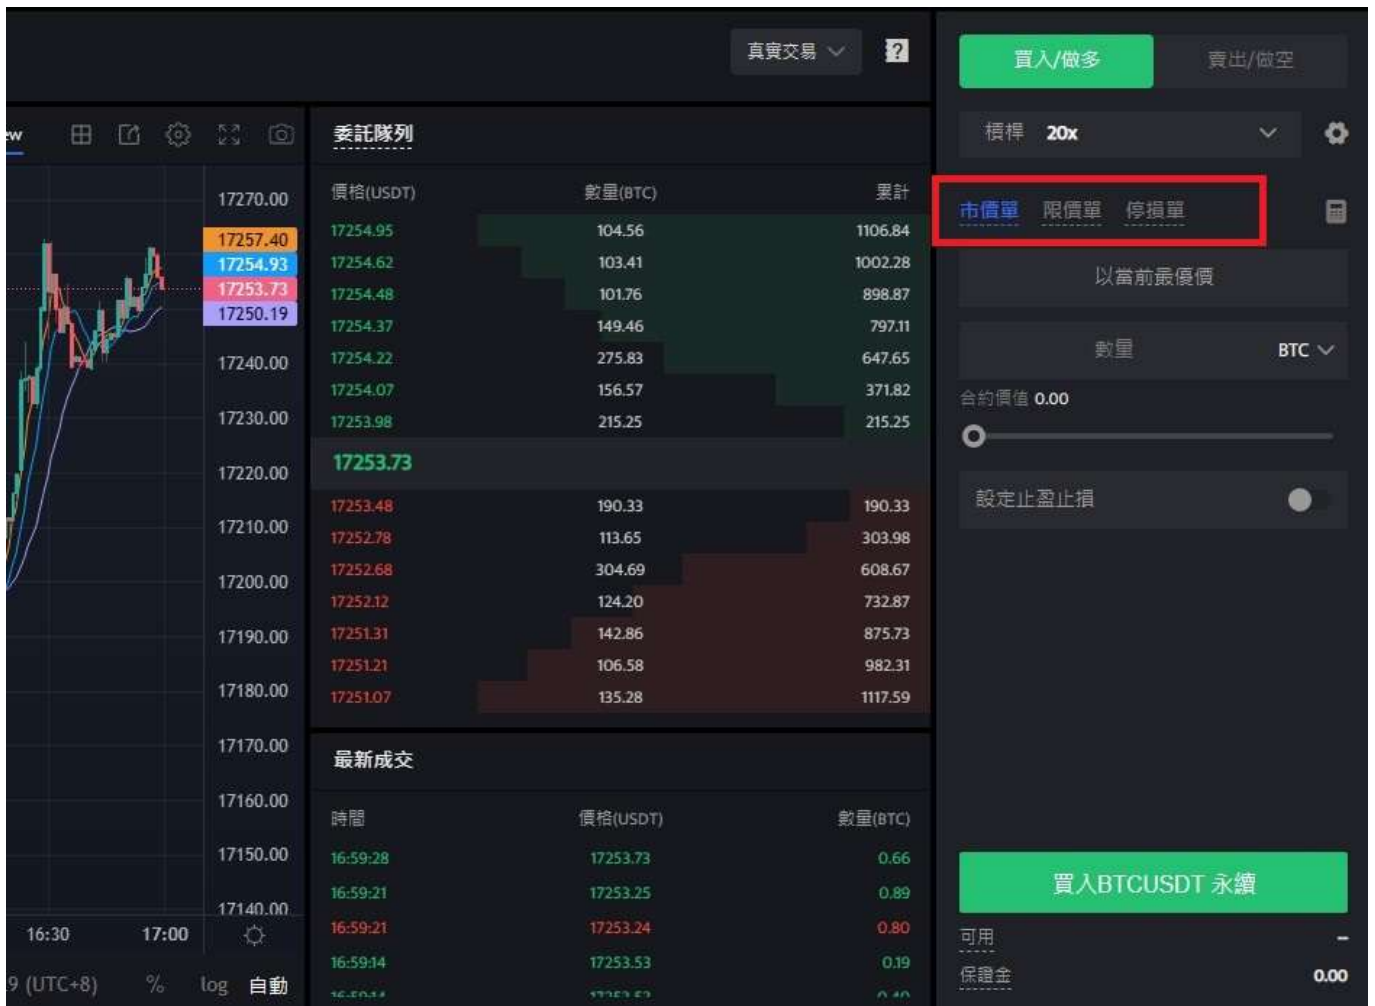 真實交易
ew
17270.00
17257.40
17254.93
17253.73
17250.19
17240.00
17230.00
17220.00
17210.00
17200.00
17190.00
17180.00
17170.00
17160.00
17150.00
17140.00
16:30 17:00
9 (UTC+8) % log 自動
委託隊列
價格(USDT) 數量(BTC) 累計
17254.95 104.56 1106.84
17254.62 103.41 1002.28
17254.48 101.76 898.87
17254.37 149.46 797.11
17254.22 275.83 647.65
17254.07 156.57 371.82
17253.98 215.25 215.25
17253.73
17253.48 190.33 190.33
17252.78 113.65 303.98
17252.68 304.69 608.67
17252.12 124.20 732.87
17251.31 142.86 875.73
17251.21 106.58 982.31
17251.07 135.28 1117.59
最新成交
時間 價格(USDT) 數量(BTC)
16:59:28 17253.73 0.66
16:59:21 17253.25 0.89
16:59:21 17253.24 0.80
16:59:14 17253.53 0.19
16:59:14 17253.52 0.40
買入/做多 賣出/做空
槓桿 20x
市價單 限價單 停損單
以當前最優價
數量 BTC
合約價值 0.00
設定止盈止損
買入BTCUSDT 永續
可用 --
保證金 0.00